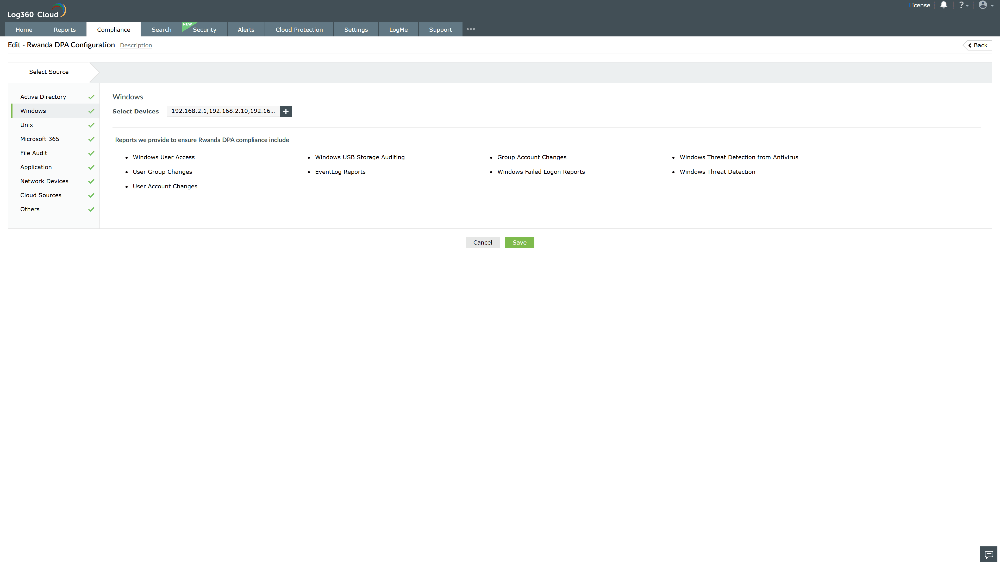 Log360 Cloud
License
?
Home
Reports
Compliance
Search
NEW
Security
Alerts
Cloud Protection
Settings
LogMe
Support
Edit - Rwanda DPA Configuration
Description
Back
Select Source
Active Directory
Windows
Unix
Microsoft 365
File Audit
Application
Network Devices
Cloud Sources
Others
Windows
Select Devices
192.168.2.1,192.168.2.10,192.16...
Reports we provide to ensure Rwanda DPA compliance include
Windows User Access
Windows USB Storage Auditing
Group Account Changes
Windows Threat Detection from Antivirus
User Group Changes
EventLog Reports
Windows Failed Logon Reports
Windows Threat Detection
User Account Changes
Cancel
Save